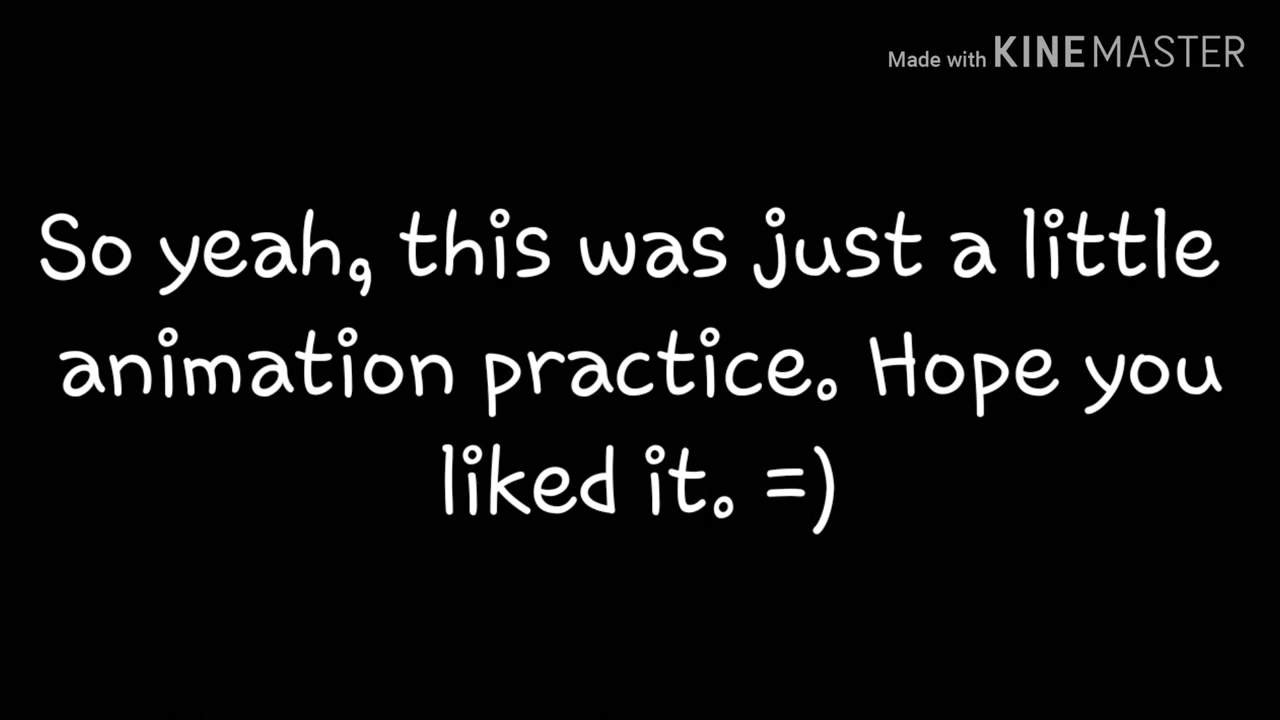 Made with KINEMASTER
So yeah, this was just a little
animation practice. Hope you
liked it. =)